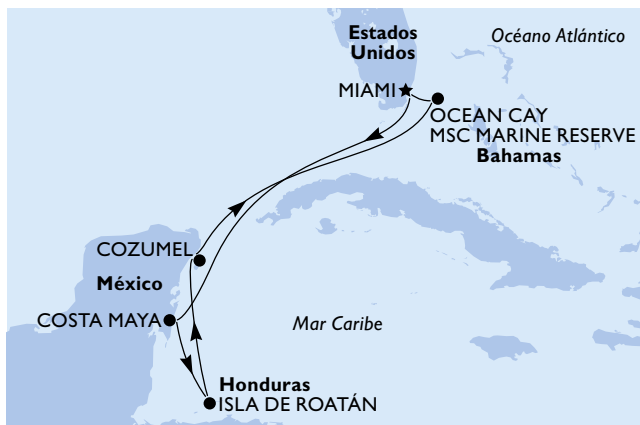 Estados
Unidos
Océano Atlántico
MIAMI
OCEAN CAY
MSC MARINE RESERVE
Bahamas
COZUMEL
México
COSTA MAYA
Mar Caribe
Honduras
ISLA DE ROATÁN